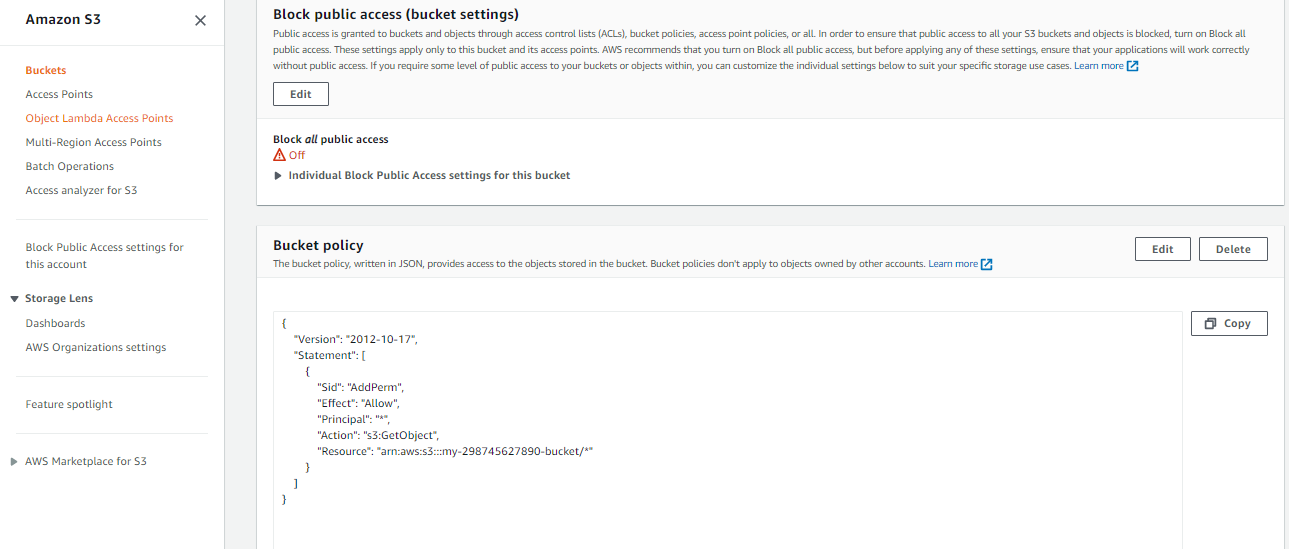 Amazon S3
Buckets
Access Points
Object Lambda Access Points
Multi-Region Access Points
Batch Operations
Access analyzer for S3
Block Public Access settings for
this account
Storage Lens
Dashboards
AWS Organizations settings
Feature spotlight
AWS Marketplace for S3
Block public access (bucket settings)
Public access is granted to buckets and objects through access control lists (ACLs), bucket policies, access point policies, or all. In order to ensure that public access to all your S3 buckets and objects is blocked, turn on Block all
public access. These settings apply only to this bucket and its access points. AWS recommends that you turn on Block all public access, but before applying any of these settings, ensure that your applications will work correctly
without public access. If you require some level of public access to your buckets or objects within, you can customize the individual settings below to suit your specific storage use cases. Learn more
Edit
Block all public access
Off
Individual Block Public Access settings for this bucket
Bucket policy
Edit
Delete
The bucket policy, written in JSON, provides access to the objects stored in the bucket. Bucket policies don't apply to objects owned by other accounts. Learn more
Copy
{
"Version": "2012-10-17",
"Statement": [
{
"Sid": "AddPerm",
"Effect": "Allow",
"Principal": "*",
"Action": "s3:GetObject",
"Resource": "arn:aws:s3:::my-298745627890-bucket/*"
}
]
}